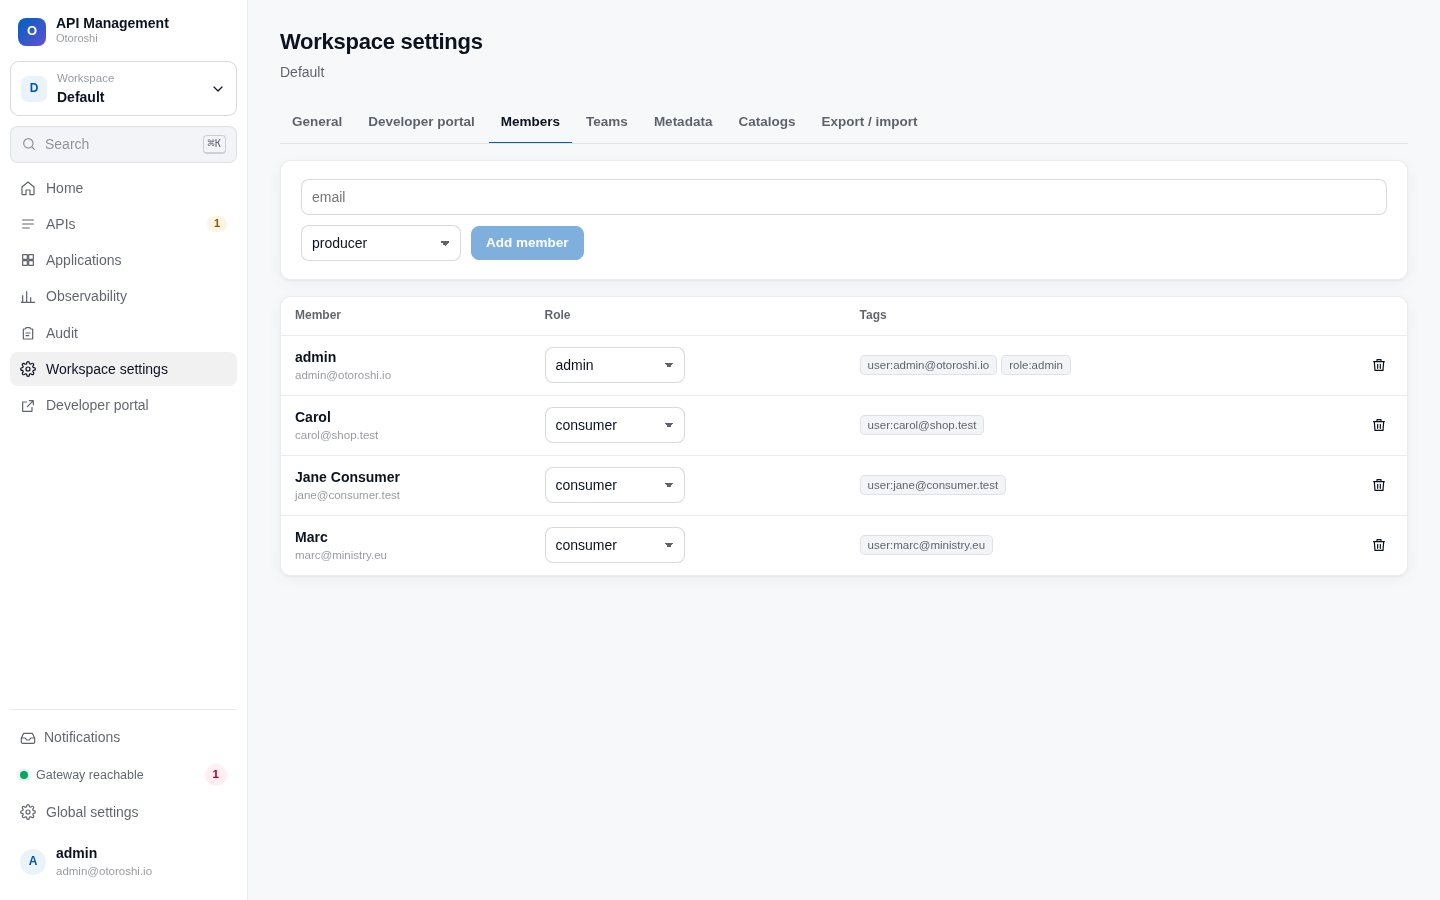 O
API Management
Otoroshi
D
Workspace
Default
Search
⌘K
Home
APIs 1
Applications
Observability
Audit
Workspace settings
Developer portal
Notifications
Gateway reachable 1
Global settings
A
admin
admin@otoroshi.io
Workspace settings
Default
General Developer portal Members Teams Metadata Catalogs Export / import
email
producer Add member
Member Role Tags
admin
admin@otoroshi.io
admin
user:admin@otoroshi.io role:admin
Carol
carol@shop.test
consumer
user:carol@shop.test
Jane Consumer
jane@consumer.test
consumer
user:jane@consumer.test
Marc
marc@ministry.eu
consumer
user:marc@ministry.eu